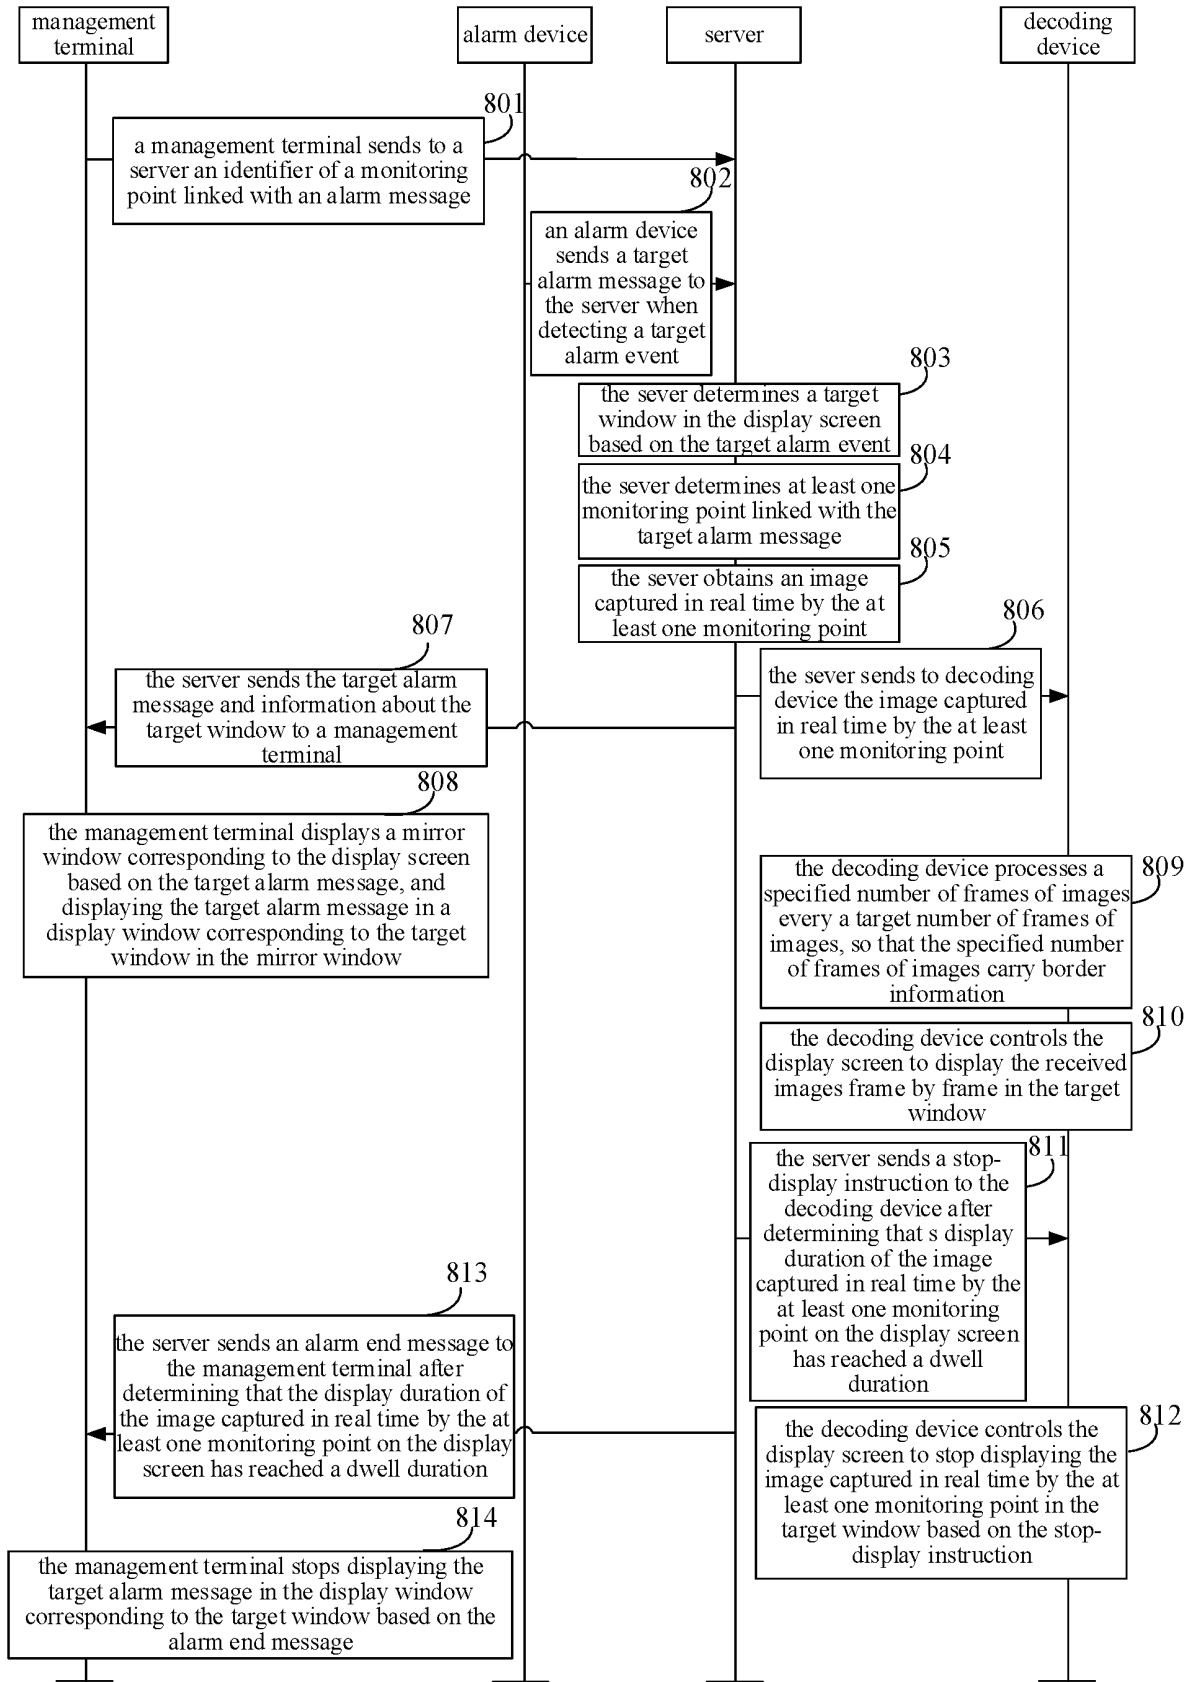 management
terminal
alarm device
server
decoding
device
801
a management terminal sends to a
server an identifier of a monitoring
point linked with an alarm message
802
an alarm device
sends a target
alarm message to
the server when
detecting a target
alarm event
803
the sever determines a target
window in the display screen
based on the target alarm event
804
the sever determines at least one
monitoring point linked with the
target alarm message
805
the sever obtains an image
captured in real time by the at
least one monitoring point
806
the sever sends to decoding
device the image captured
in real time by the at least
one monitoring point
807
the server sends the target alarm
message and information about the
target window to a management
terminal
808
the management terminal displays a mirror
window corresponding to the display screen
based on the target alarm message, and
displaying the target alarm message in a
display window corresponding to the target
window in the mirror window
809
the decoding device processes a
specified number of frames of images
every a target number of frames of
images, so that the specified number
of frames of images carry border
information
810
the decoding device controls the
display screen to display the received
images frame by frame in the target
window
811
the server sends a stop-
display instruction to the
decoding device after
determining that s display
duration of the image
captured in real time by the
at least one monitoring
point on the display screen
has reached a dwell
duration
813
the server sends an alarm end message to
the management terminal after
determining that the display duration of
the image captured in real time by the at
least one monitoring point on the display
screen has reached a dwell duration
812
the decoding device controls the
display screen to stop displaying the
image captured in real time by the at
least one monitoring point in the
target window based on the stop-
display instruction
814
the management terminal stops displaying the
target alarm message in the display window
corresponding to the target window based on the
alarm end message